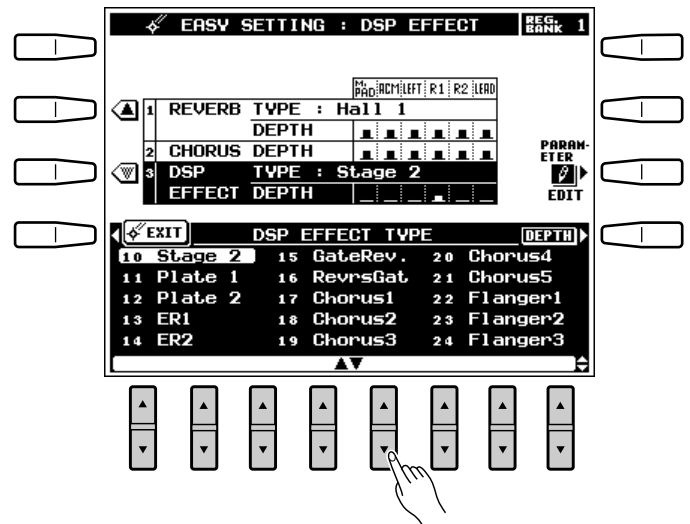 EASY SETTING : DSP EFFECT
REG. BANK 1
M. PAD ACM LEFT R1 R2 LEAD
1 REVERB TYPE : Hall 1
DEPTH
2 CHORUS DEPTH
3 DSP TYPE : Stage 2
EFFECT DEPTH
PARAM-
ETER
EDIT
EXIT DSP EFFECT TYPE DEPTH
10 Stage 2 15 GateRev. 20 Chorus4
11 Plate 1 16 RevrsGat 21 Chorus5
12 Plate 2 17 Chorus1 22 Flanger1
13 ER1 18 Chorus2 23 Flanger2
14 ER2 19 Chorus3 24 Flanger3